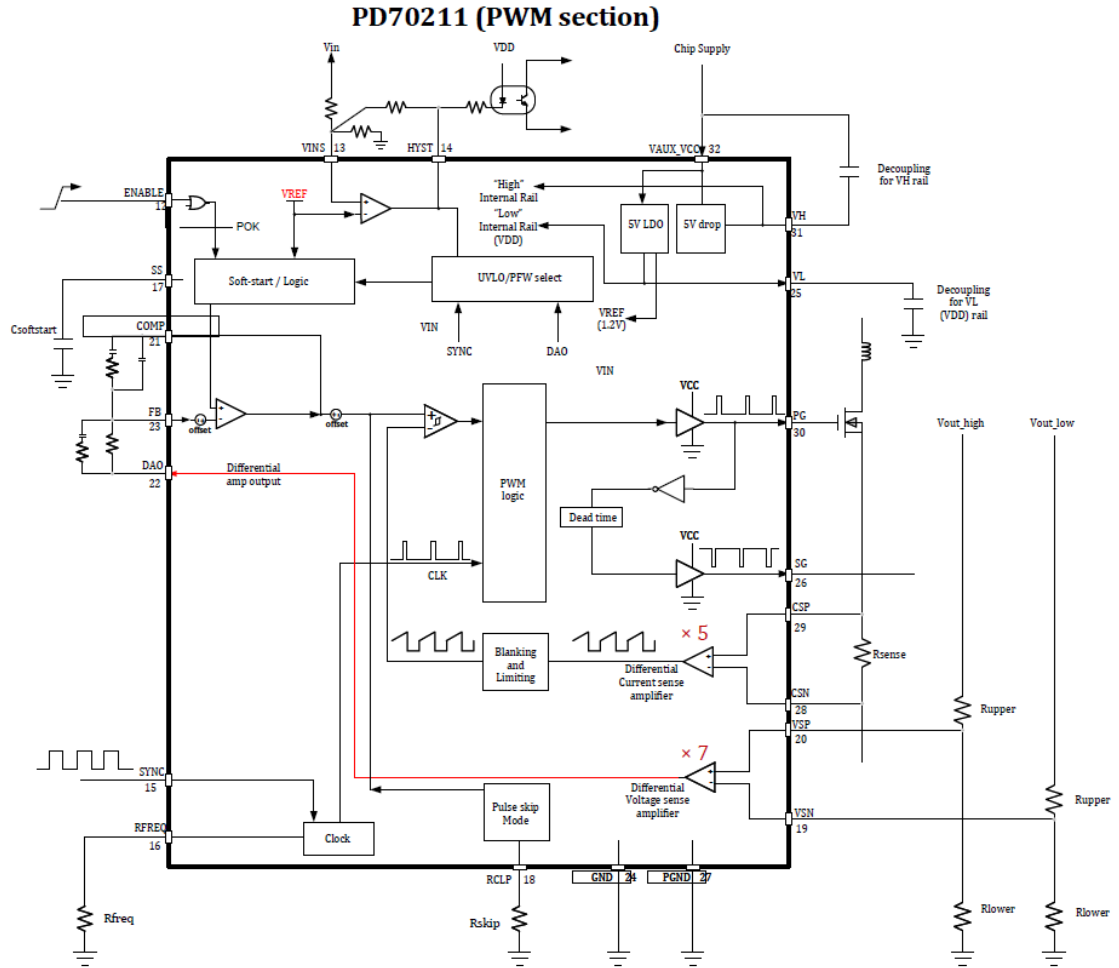 PD70211 (PWM section)
Vin
VDD
Chip Supply
VINS 13
HYST 14
VAUX_VCC 32
Decoupling
for VH rail
ENABLE
12
POK
VREF
+
-
"High"
Internal Rail
"Low"
Internal Rail
(VDD)
5V LDO
5V drop
VH
31
SS
17
Soft-start / Logic
UVLO/PFW select
VL
25
Decoupling
for VL
(VDD) rail
Csoftstart
VREF
(1.2V)
VIN
SYNC
DAO
VIN
COMP
21
FB
23
offset
+
-
offset
+
-
PWM
logic
VCC
PG
30
Vout_high
Vout_low
DAO
22
Differential
amp output
Dead time
VCC
SG
26
CLK
CSP
29
× 5
+
-
Blanking
and
Limiting
Differential
Current sense
amplifier
Rsense
CSN
28
VSP
20
Rupper
× 7
+
-
Differential
Voltage sense
amplifier
SYNC
15
Pulse skip
Mode
Rupper
VSN
19
RFREQ
16
Clock
RCLP 18
GND 24
PGND 27
Rfreq
Rskip
Rlower
Rlower